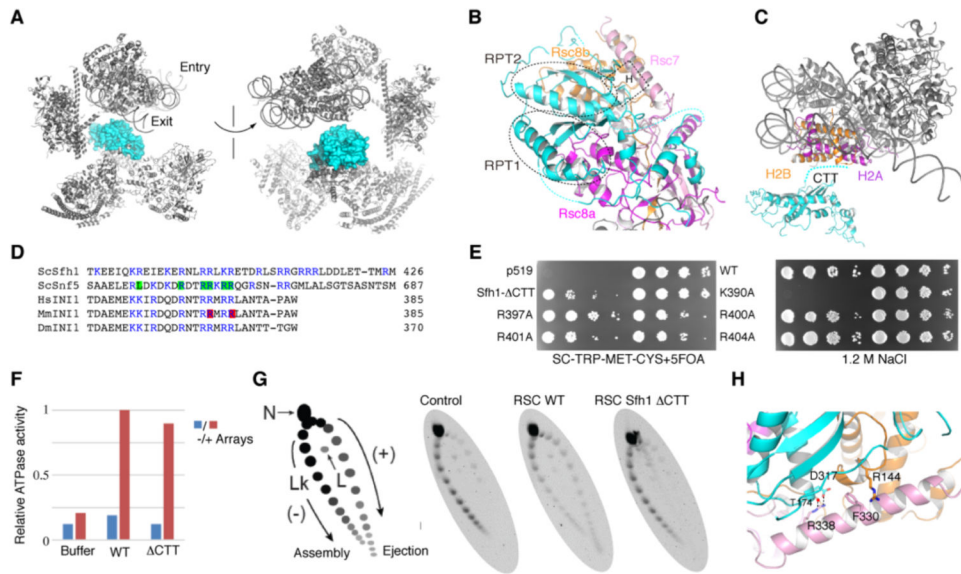 A
Entry
Exit
B
Rsc8b
Rsc7
RPT2
H
RPT1
Rsc8a
C
H2B
CTT
H2A
D
ScSfh1 TKEEIQKREIEKERNLRRLKRETDRLSRRGRRRLDDLET-TMRM 426
ScSnf5 SAAELERLDKDKDRDTRRKRRQGRSN-RRGMLALSGTSANTSM 687
HsINI1 TDAEMEKKIRDQDRNTRRMRRLANTA-PAW 385
MmINI1 TDAEMEKKIRDQDRNTRRMRRLANTA-PAW 385
DmINI1 TDAEMEKKIRDQDRNTRRMRRLANTT-TGW 370
E
p519 WT
Sfh1-ΔCTT K390A
R397A R400A
R401A R404A
SC-TRP-MET-CYS+5FOA 1.2 M NaCl
F
Relative ATPase activity
1
0.5
0
Buffer WT ΔCTT
/
-/+ Arrays
G
N
Lk
L
(+)
(-)
Assembly
Ejection
Control RSC WT RSC Sfh1 ΔCTT
H
D317
R144
T174
F330
R338